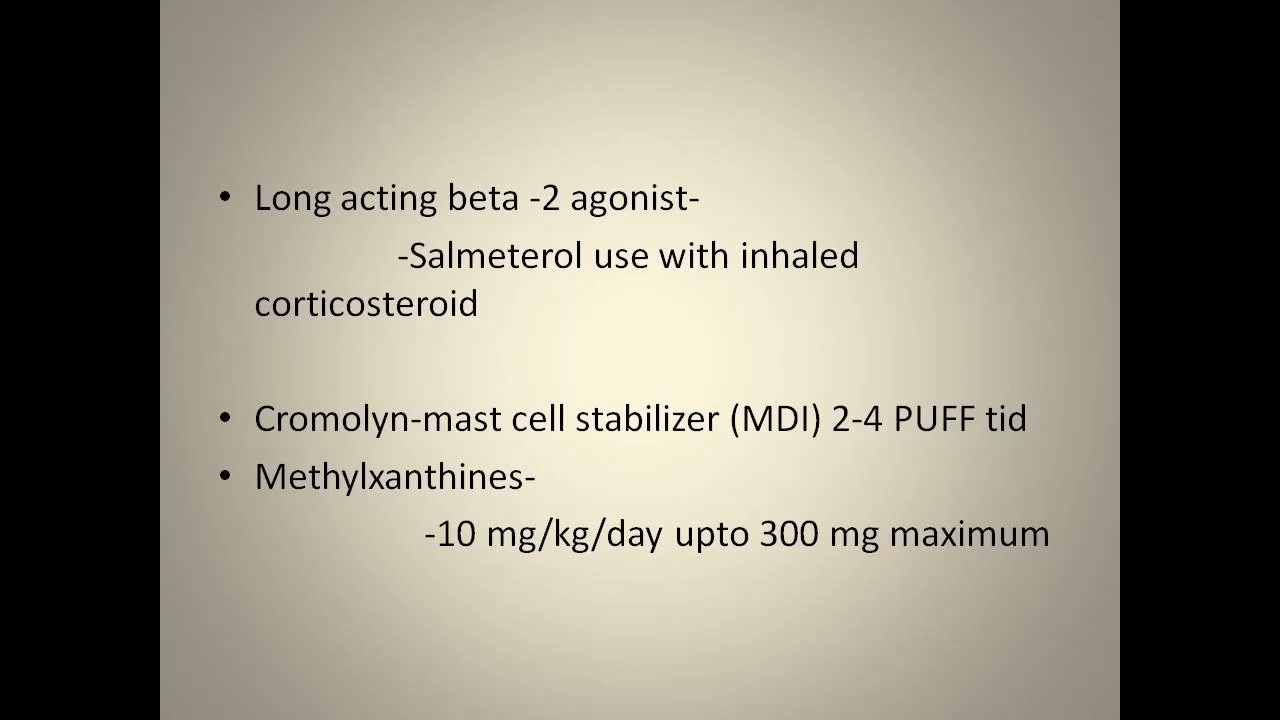 • Long acting beta -2 agonist-
-Salmeterol use with inhaled
corticosteroid
• Cromolyn-mast cell stabilizer (MDI) 2-4 PUFF tid
• Methylxanthines-
-10 mg/kg/day upto 300 mg maximum